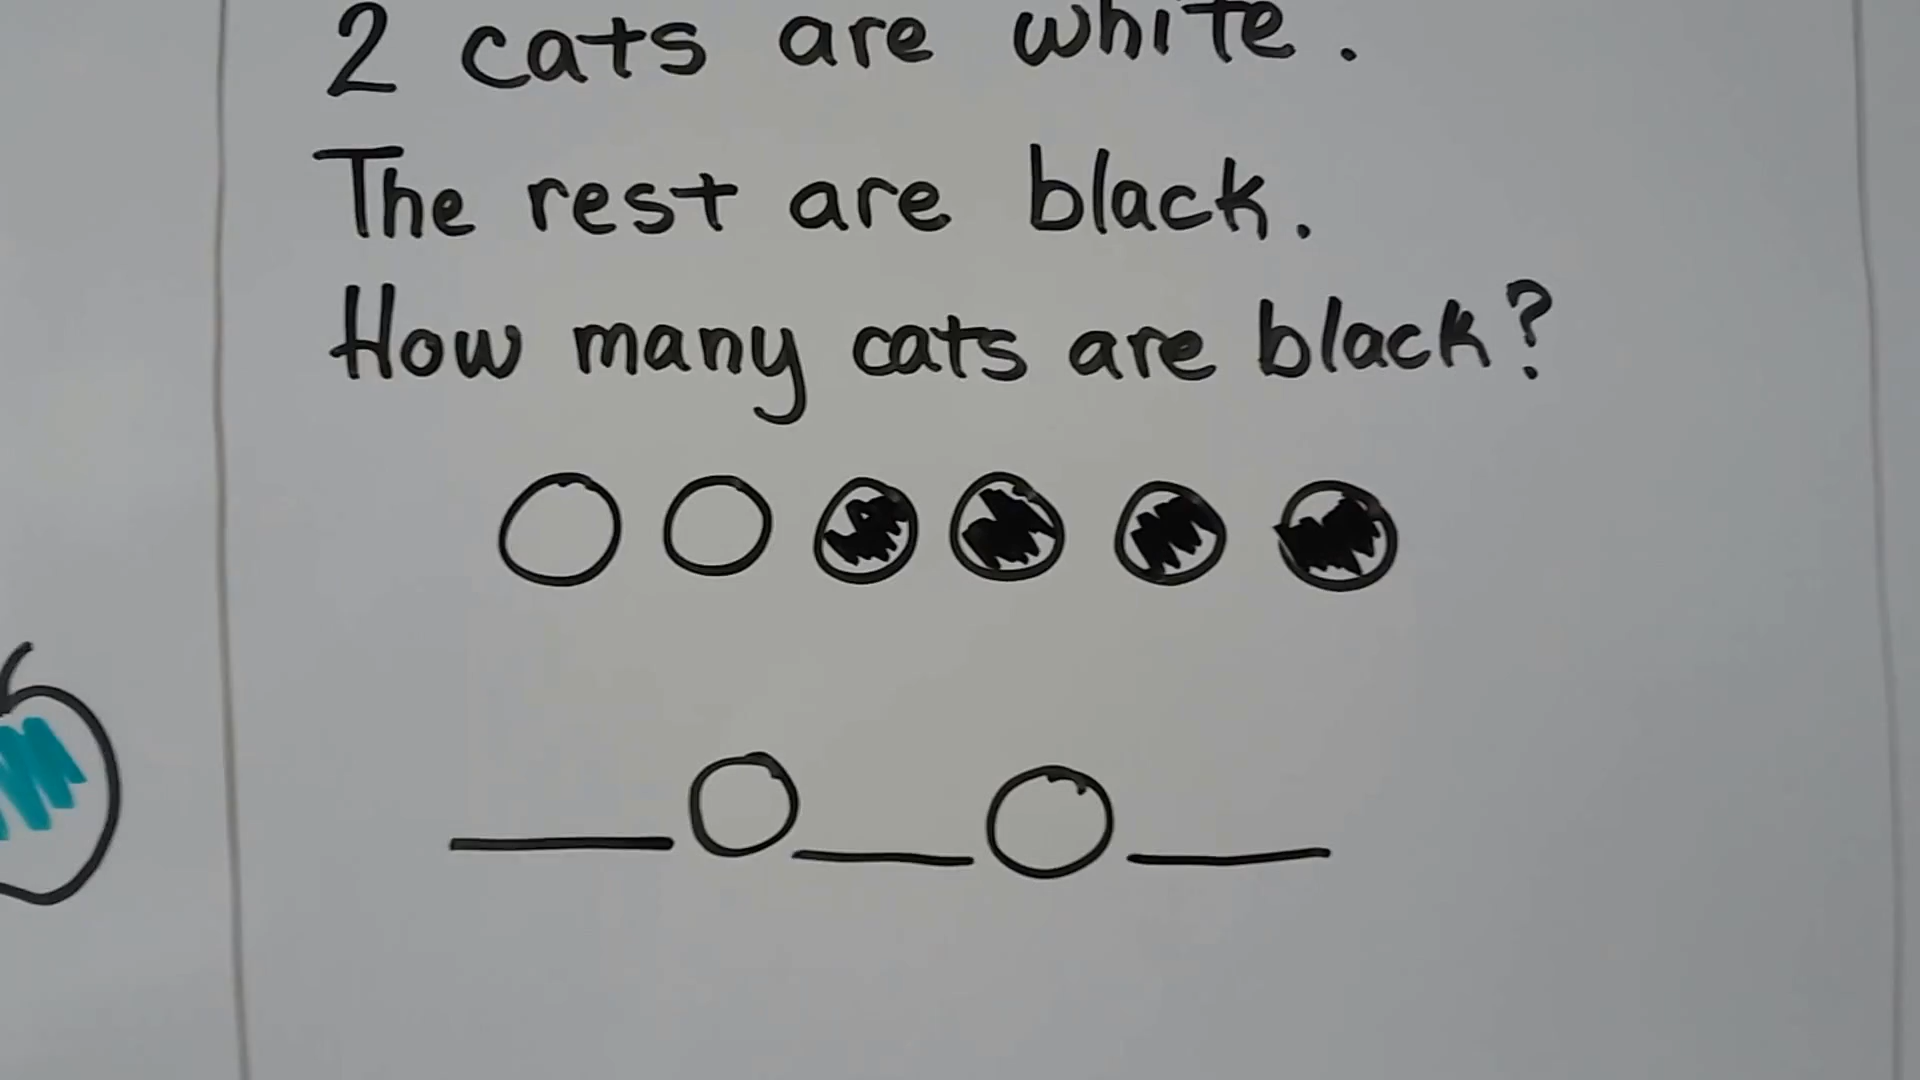 2 cats are white.
The rest are black.
How many cats are black?